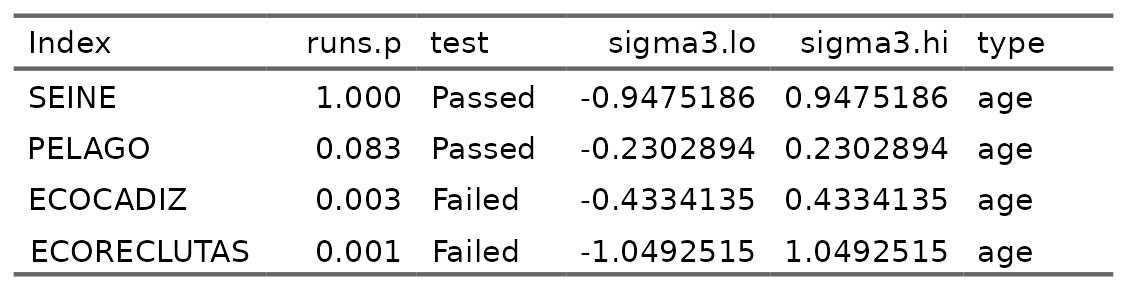 Index runs.p test sigma3.lo sigma3.hi type
SEINE 1.000 Passed -0.9475186 0.9475186 age
PELAGO 0.083 Passed -0.2302894 0.2302894 age
ECOCADIZ 0.003 Failed -0.4334135 0.4334135 age
ECORECLUTAS 0.001 Failed -1.0492515 1.0492515 age